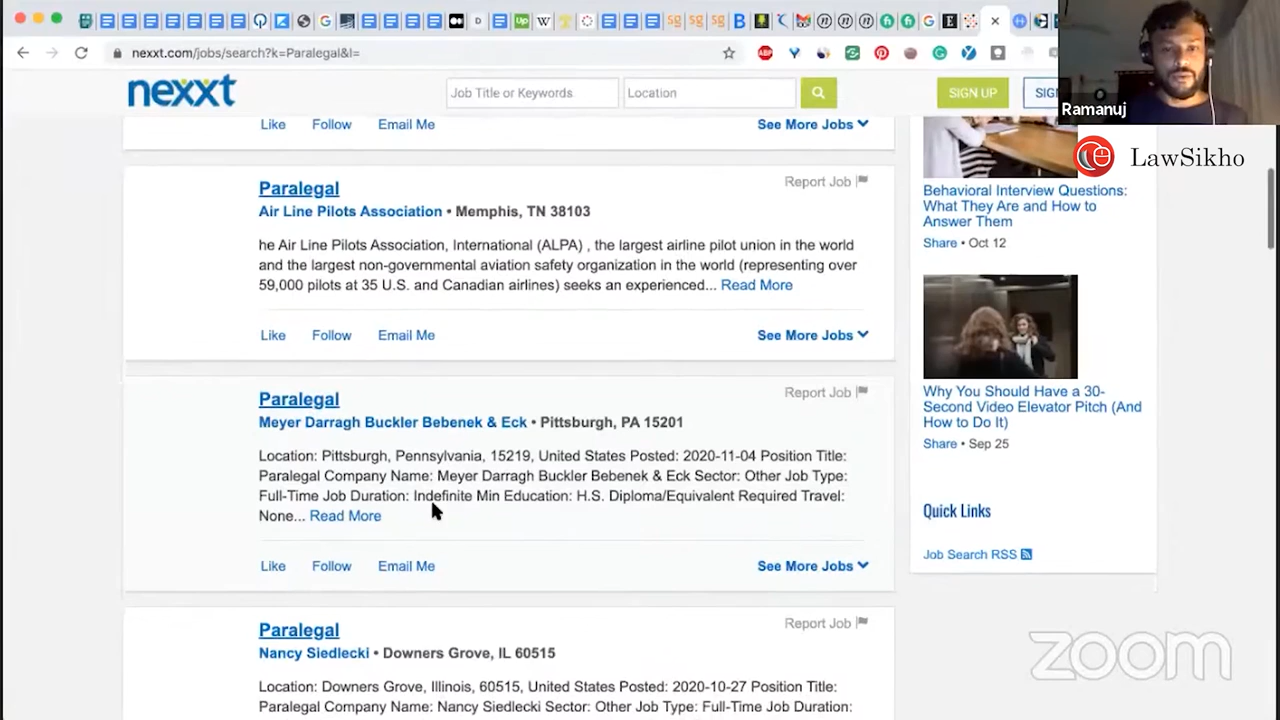 nexxt.com/jobs/search?k=Paralegal&l=
Ramanuj
LawSikho
nexxt
Job Title or Keywords
Location
SIGN UP
SIGN
Like Follow Email Me See More Jobs
Report Job
Paralegal
Air Line Pilots Association • Memphis, TN 38103
he Air Line Pilots Association, International (ALPA) , the largest airline pilot union in the world
and the largest non-governmental aviation safety organization in the world (representing over
59,000 pilots at 35 U.S. and Canadian airlines) seeks an experienced... Read More
Like Follow Email Me See More Jobs
Report Job
Paralegal
Meyer Darragh Buckler Bebenek & Eck • Pittsburgh, PA 15201
Location: Pittsburgh, Pennsylvania, 15219, United States Posted: 2020-11-04 Position Title:
Paralegal Company Name: Meyer Darragh Buckler Bebenek & Eck Sector: Other Job Type:
Full-Time Job Duration: Indefinite Min Education: H.S. Diploma/Equivalent Required Travel:
None... Read More
Like Follow Email Me See More Jobs
Report Job
Paralegal
Nancy Siedlecki • Downers Grove, IL 60515
Location: Downers Grove, Illinois, 60515, United States Posted: 2020-10-27 Position Title:
Paralegal Company Name: Nancy Siedlecki Sector: Other Job Type: Full-Time Job Duration:
Behavioral Interview Questions:
What They Are and How to
Answer Them
Share • Oct 12
Why You Should Have a 30-
Second Video Elevator Pitch (And
How to Do It)
Share • Sep 25
Quick Links
Job Search RSS
zoom